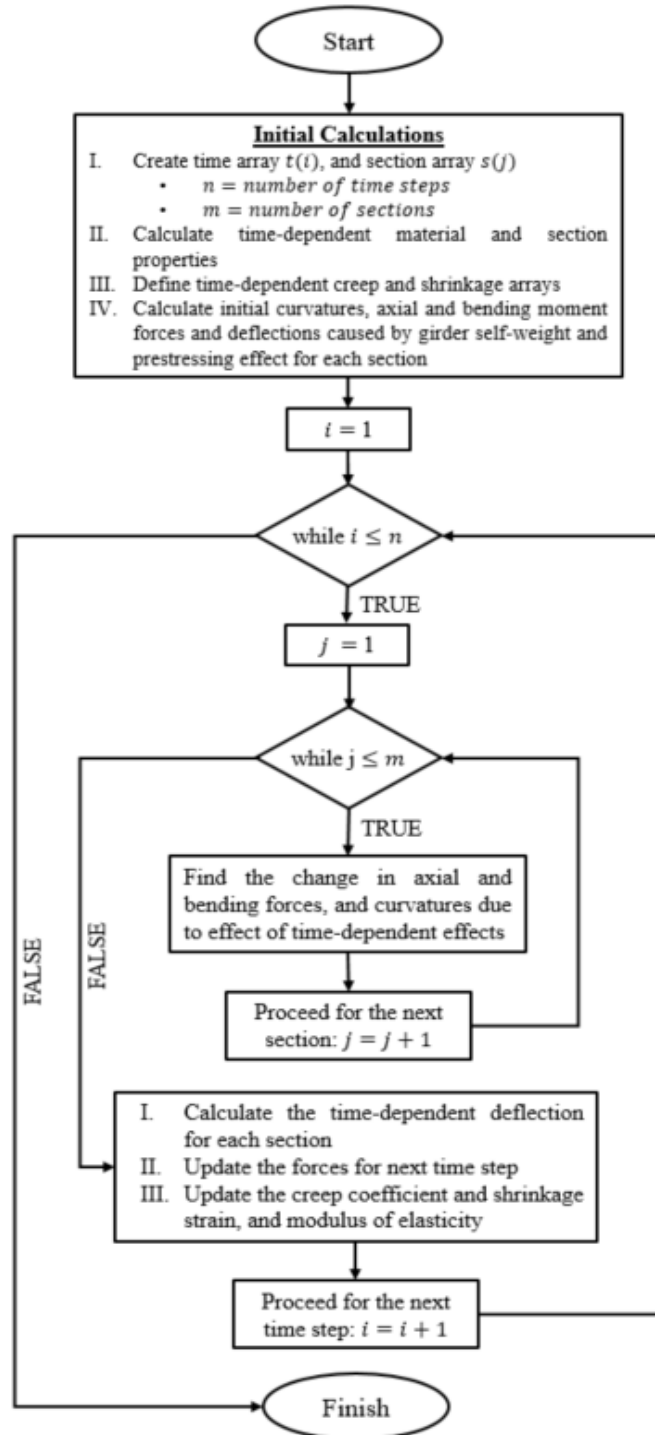 Start
Initial Calculations
I. Create time array t(i), and section array s(j)
• n = number of time steps
• m = number of sections
II. Calculate time-dependent material and section
properties
III. Define time-dependent creep and shrinkage arrays
IV. Calculate initial curvatures, axial and bending moment
forces and deflections caused by girder self-weight and
prestressing effect for each section
i = 1
while i ≤ n
TRUE
j = 1
while j ≤ m
TRUE
Find the change in axial and
bending forces, and curvatures due
to effect of time-dependent effects
Proceed for the next
section: j = j + 1
FALSE
FALSE
I. Calculate the time-dependent deflection
for each section
II. Update the forces for next time step
III. Update the creep coefficient and shrinkage
strain, and modulus of elasticity
Proceed for the next
time step: i = i + 1
Finish